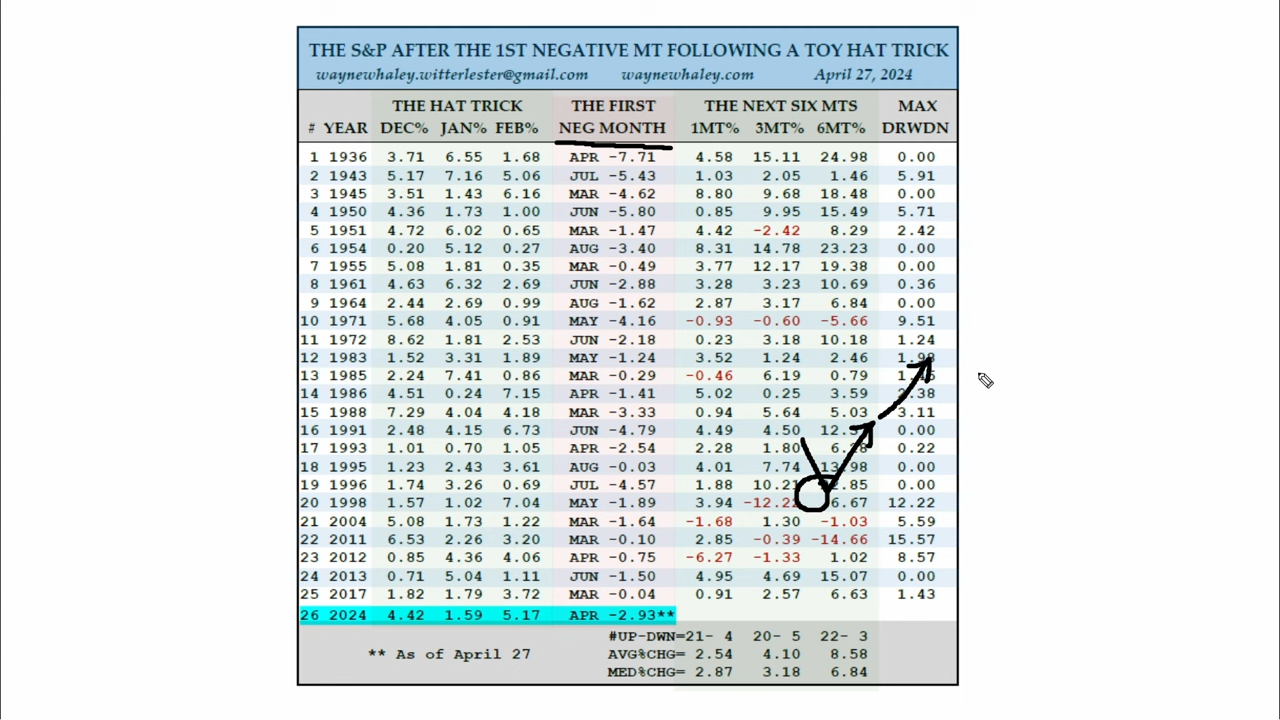 THE S&P AFTER THE 1ST NEGATIVE MT FOLLOWING A TOY HAT TRICK
waynewhaley.witterlester@gmail.com waynewhaley.com April 27, 2024
THE HAT TRICK THE FIRST THE NEXT SIX MTS MAX
# YEAR DEC% JAN% FEB% NEG MONTH 1MT% 3MT% 6MT% DRWDN
1 1936 3.71 6.55 1.68 APR -7.71 4.58 15.11 24.98 0.00
2 1943 5.17 7.16 5.06 JUL -5.43 1.03 2.05 1.46 5.91
3 1945 3.51 1.43 6.16 MAR -4.62 8.80 9.68 18.48 0.00
4 1950 4.36 1.73 1.00 JUN -5.80 0.85 9.95 15.49 5.71
5 1951 4.72 6.02 0.65 MAR -1.47 4.42 -2.42 8.29 2.42
6 1954 0.20 5.12 0.27 AUG -3.40 8.31 14.78 23.23 0.00
7 1955 5.08 1.81 0.35 MAR -0.49 3.77 12.17 19.38 0.00
8 1961 4.63 6.32 2.69 JUN -2.88 3.28 3.23 10.69 0.36
9 1964 2.44 2.69 0.99 AUG -1.62 2.87 3.17 6.84 0.00
10 1971 5.68 4.05 0.91 MAY -4.16 -0.93 -0.60 -5.66 9.51
11 1972 8.62 1.81 2.53 JUN -2.18 0.23 3.18 10.18 1.24
12 1983 1.52 3.31 1.89 MAY -1.24 3.52 1.24 2.46 1.98
13 1985 2.24 7.41 0.86 MAR -0.29 -0.46 6.19 0.79
14 1986 4.51 0.24 7.15 APR -1.41 5.02 0.25 3.59
15 1988 7.29 4.04 4.18 MAR -3.33 0.94 5.64 5.03 3.11
16 1991 2.48 4.15 6.73 JUN -4.79 4.49 4.50 0.00
17 1993 1.01 0.70 1.05 APR -2.54 2.28 1.80 0.22
18 1995 1.23 2.43 3.61 AUG -0.03 4.01 7.74 13.98 0.00
19 1996 1.74 3.26 0.69 JUL -4.57 1.88 0.00
20 1998 1.57 1.02 7.04 MAY -1.89 3.94 6.67 12.22
21 2004 5.08 1.73 1.22 MAR -1.64 -1.68 1.30 -1.03 5.59
22 2011 6.53 2.26 3.20 MAR -0.10 2.85 -0.39 -14.66 15.57
23 2012 0.85 4.36 4.06 APR -0.75 -6.27 -1.33 1.02 8.57
24 2013 0.71 5.04 1.11 JUN -1.50 4.95 4.69 15.07 0.00
25 2017 1.82 1.79 3.72 MAR -0.04 0.91 2.57 6.63 1.43
26 2024 4.42 1.59 5.17 APR -2.93**
#UP-DWN=21- 4 20- 5 22- 3
** As of April 27 AVG%CHG= 2.54 4.10 8.58
MED%CHG= 2.87 3.18 6.84